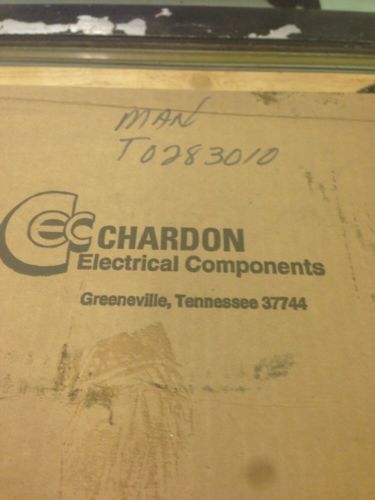 MAN
T0283010
CEC CHARDON
Electrical Components
Greeneville, Tennessee 37744